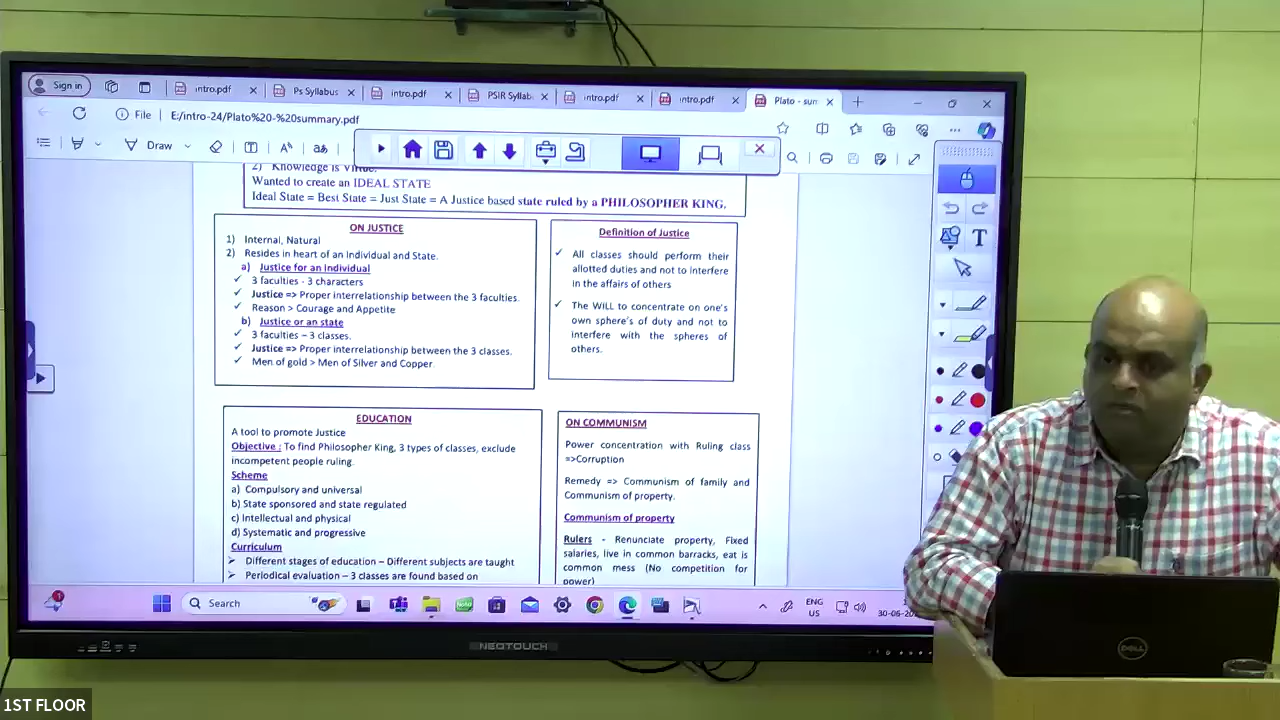 Sign in
intro.pdf
Ps Syllabus
intro.pdf
PSIR Syllab
intro.pdf
intro.pdf
Plato - sum
File
E:/intro-24/Plato%20-%20summary.pdf
Draw
2) Knowledge is Virtue.
Wanted to create an IDEAL STATE
Ideal State = Best State = Just State = A Justice based state ruled by a PHILOSOPHER KING.
ON JUSTICE
1) Internal, Natural
2) Resides in heart of an Individual and State.
a) Justice for an Individual
✓ 3 faculties - 3 characters
✓ Justice => Proper interrelationship between the 3 faculties.
✓ Reason > Courage and Appetite
b) Justice or an state
✓ 3 faculties – 3 classes.
✓ Justice => Proper interrelationship between the 3 classes.
✓ Men of gold > Men of Silver and Copper.
Definition of Justice
✓ All classes should perform their
allotted duties and not to interfere
in the affairs of others
✓ The WILL to concentrate on one's
own sphere's of duty and not to
interfere with the spheres of
others.
EDUCATION
A tool to promote Justice
Objective : To find Philosopher King, 3 types of classes, exclude
incompetent people ruling.
Scheme
a) Compulsory and universal
b) State sponsored and state regulated
c) Intellectual and physical
d) Systematic and progressive
Curriculum
➢ Different stages of education – Different subjects are taught
➢ Periodical evaluation – 3 classes are found based on
ON COMMUNISM
Power concentration with Ruling class
=>Corruption
Remedy => Communism of family and
Communism of property.
Communism of property
Rulers - Renunciate property, Fixed
salaries, live in common barracks, eat is
common mess (No competition for
power)
Search
ENG
US
30-06-
NEOTOUCH
DELL
1ST FLOOR